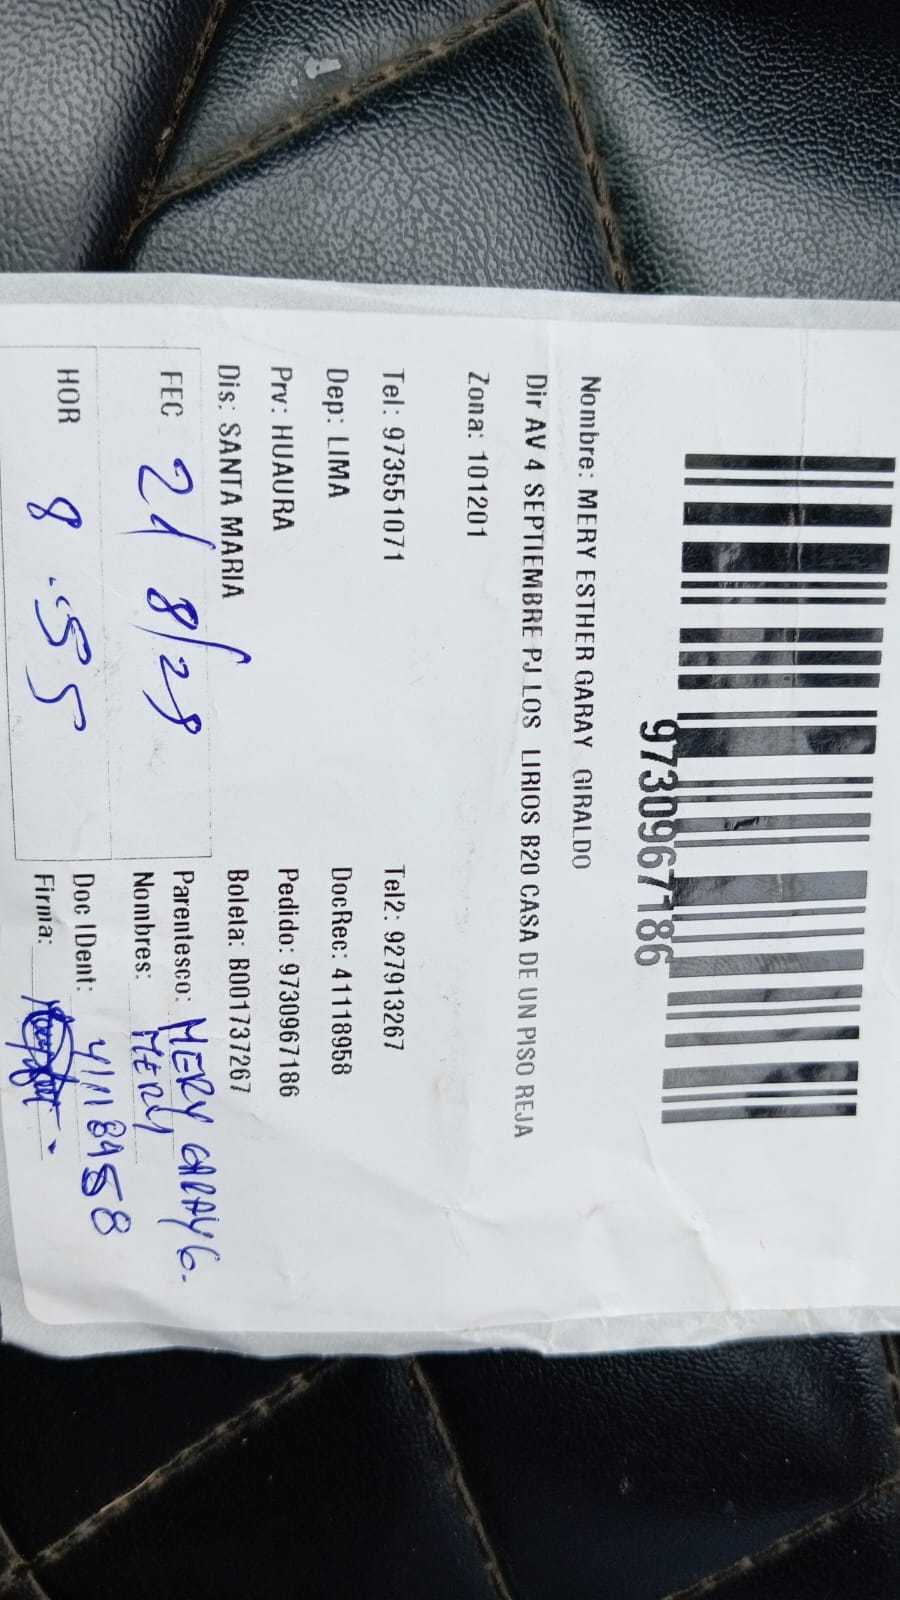 9730967186
Nombre: MERY ESTHER GARAY GIRALDO
Dir AV 4 SEPTIEMBRE PJ LOS LIRIOS B20 CASA DE UN PISO REJA
Zona: 101201
Tel: 973551071 Tel2: 927913267
Dep: LIMA DocRec: 41118958
Prv: HUAURA Pedido: 9730967186
Dis: SANTA MARIA Boleta: B001737267
FEC 21/8/23
HOR 8:55
Parentesco: MERY GARAY G.
Nombres: MERY
Doc IDent: 41118958
Firma: